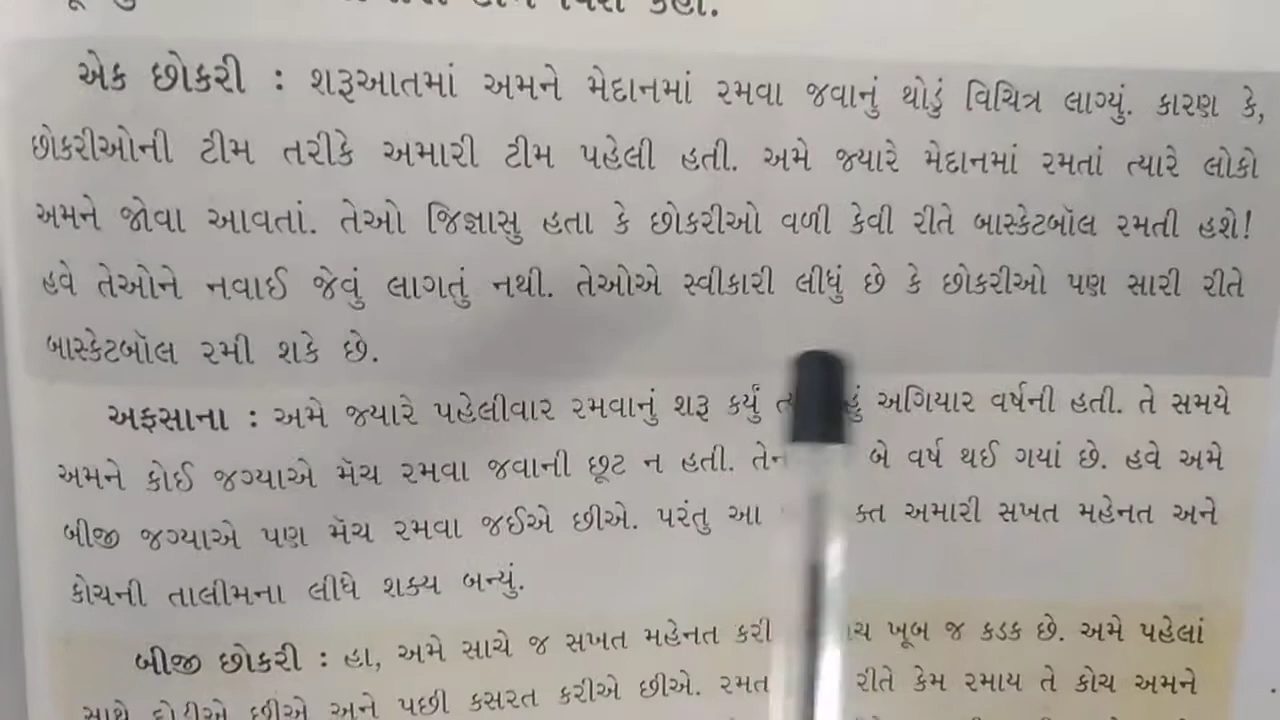 એક છોકરી : શરૂઆતમાં અમને મેદાનમાં રમવા જવાનું થોડું વિચિત્ર લાગ્યું. કારણ કે,
છોકરીઓની ટીમ તરીકે અમારી ટીમ પહેલી હતી. અમે જ્યારે મેદાનમાં રમતાં ત્યારે લોકો
અમને જોવા આવતાં. તેઓ જિજ્ઞાસુ હતા કે છોકરીઓ વળી કેવી રીતે બાસ્કેટબૉલ રમતી હશે!
હવે તેઓને નવાઈ જેવું લાગતું નથી. તેઓએ સ્વીકારી લીધું છે કે છોકરીઓ પણ સારી રીતે
બાસ્કેટબૉલ રમી શકે છે.
અફસાના : અમે જ્યારે પહેલીવાર રમવાનું શરૂ કર્યું હું અગિયાર વર્ષની હતી. તે સમયે
અમને કોઈ જગ્યાએ મૅચ રમવા જવાની છૂટ ન હતી. બે વર્ષ થઈ ગયાં છે. હવે અમે
બીજી જગ્યાએ પણ મૅચ રમવા જઈએ છીએ. પરંતુ આ અમારી સખત મહેનત અને
કોચની તાલીમના લીધે શક્ય બન્યું.
બીજી છોકરી : હા, અમે સાચે જ સખત મહેનત કરી ખૂબ જ કડક છે. અમે પહેલાં
છીએ અને પછી કસરત કરીએ છીએ. રમત રીતે કેમ રમાય તે કોચ અમને